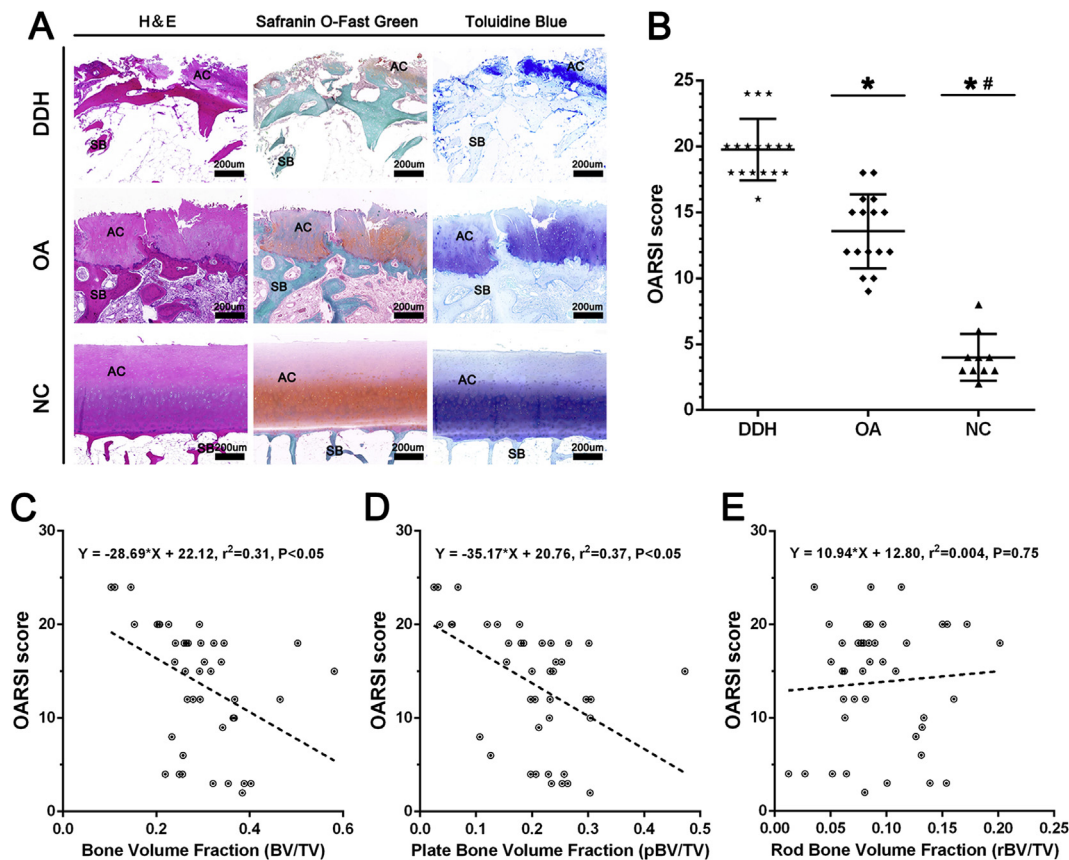 A
H&E
Safranin O-Fast Green
Toluidine Blue
DDH
AC
SB
200um
AC
SB
200um
AC
SB
200um
OA
AC
SB
200um
AC
SB
200um
AC
SB
200um
NC
AC
SB
200um
AC
SB
200um
AC
SB
200um
B
OARSI score
25
20
15
10
5
0
*
* #
DDH
OA
NC
C
Y = -28.69*X + 22.12, r²=0.31, P<0.05
OARSI score
30
20
10
0
0.0
0.2
0.4
0.6
Bone Volume Fraction (BV/TV)
D
Y = -35.17*X + 20.76, r²=0.37, P<0.05
OARSI score
30
20
10
0
0.0
0.1
0.2
0.3
0.4
0.5
Plate Bone Volume Fraction (pBV/TV)
E
Y = 10.94*X + 12.80, r²=0.004, P=0.75
OARSI score
30
20
10
0
0.00
0.05
0.10
0.15
0.20
0.25
Rod Bone Volume Fraction (rBV/TV)